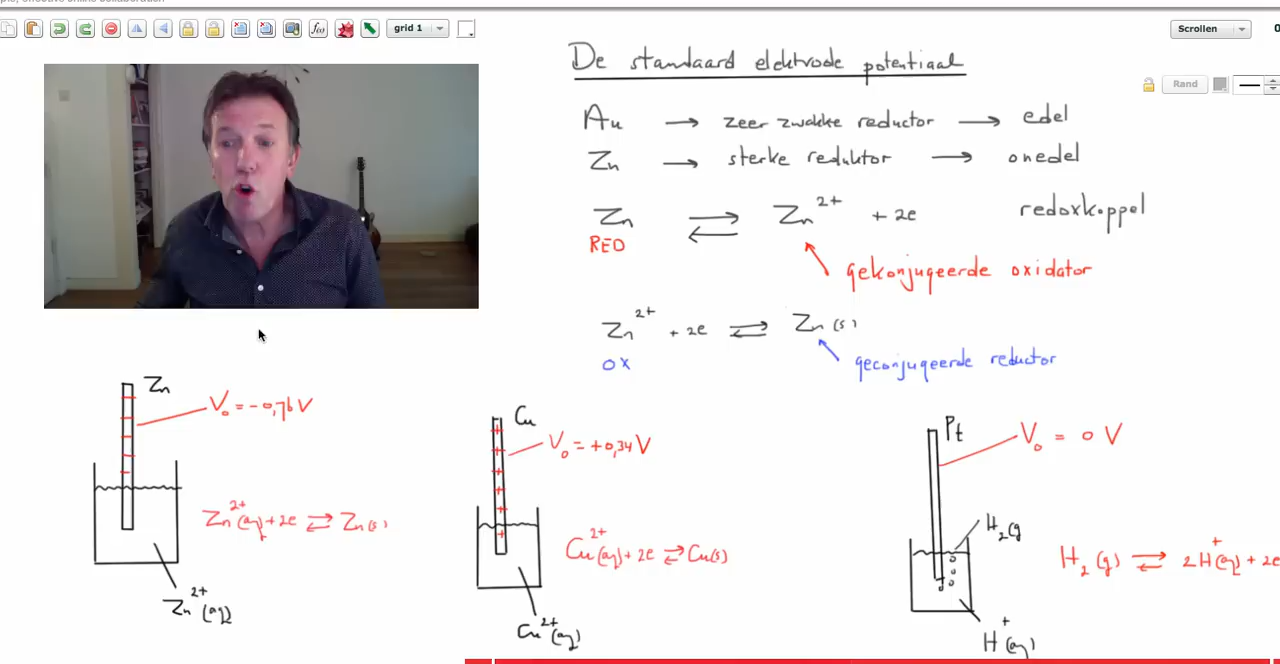 grid 1
Scrollen
Rand
De standaard elektrode potentiaal
Au → zeer zwakke reductor → edel
Zn → sterke reduktor → onedel
Zn ⇌ Zn²⁺ + 2e redoxkoppel
RED
gekonjugeerde oxidator
Zn²⁺ + 2e ⇌ Zn (s)
OX
geconjugeerde reductor
Zn
V₀ = -0,76 V
Zn²⁺(aq) + 2e ⇌ Zn(s)
Zn²⁺(aq)
Cu
V₀ = +0,34 V
Cu²⁺(aq) + 2e ⇌ Cu(s)
Cu²⁺(aq)
Pt
V₀ = 0 V
H₂(g
H₂(g) ⇌ 2H⁺(aq) + 2e
H⁺(aq)